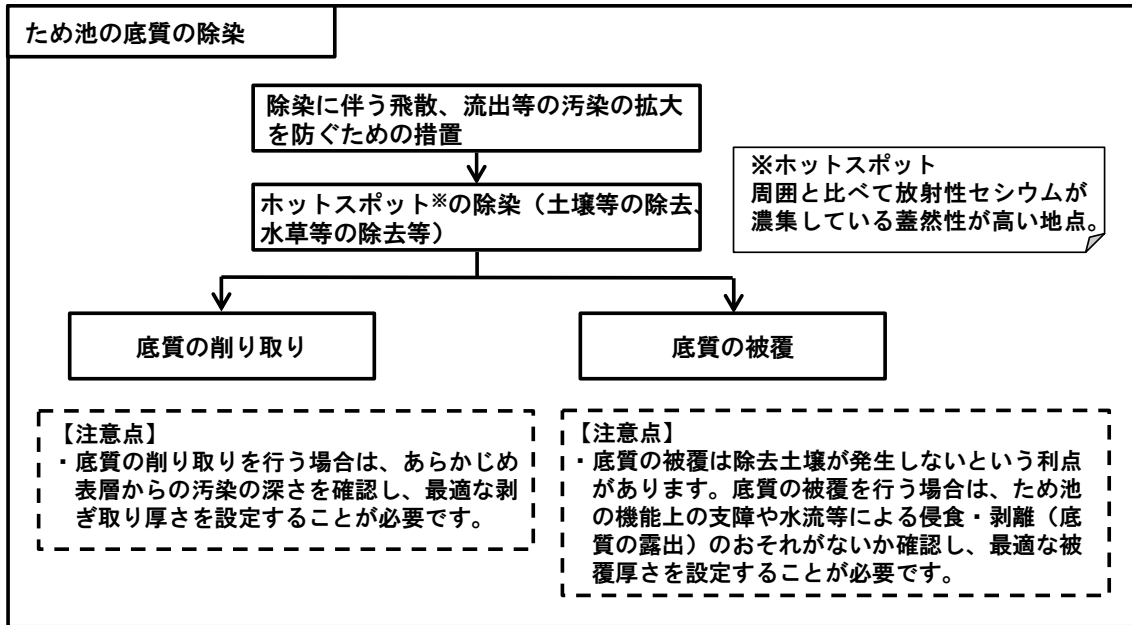 ため池の底質の除染
除染に伴う飛散、流出等の汚染の拡大
を防ぐための措置
ホットスポット※の除染（土壌等の除去、
水草等の除去等）
※ホットスポット
周囲と比べて放射性セシウムが
濃集している蓋然性が高い地点。
底質の削り取り
底質の被覆
【注意点】
・底質の削り取りを行う場合は、あらかじめ
表層からの汚染の深さを確認し、最適な剥
ぎ取り厚さを設定することが必要です。
【注意点】
・底質の被覆は除去土壌が発生しないという利点
があります。底質の被覆を行う場合は、ため池
の機能上の支障や水流等による侵食・剥離（底
質の露出）のおそれがないか確認し、最適な被
覆厚さを設定することが必要です。